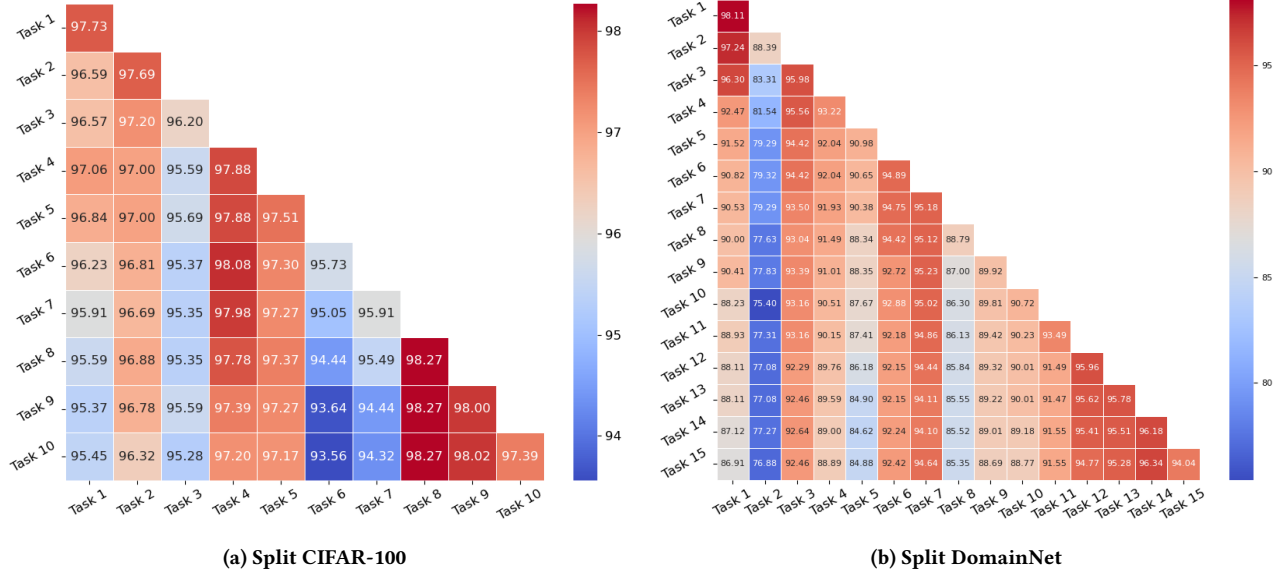 Task 1 97.73
Task 2 96.59 97.69
Task 3 96.57 97.20 96.20
Task 4 97.06 97.00 95.59 97.88
Task 5 96.84 97.00 95.69 97.88 97.51
Task 6 96.23 96.81 95.37 98.08 97.30 95.73
Task 7 95.91 96.69 95.35 97.98 97.27 95.05 95.91
Task 8 95.59 96.88 95.35 97.78 97.37 94.44 95.49 98.27
Task 9 95.37 96.78 95.59 97.39 97.27 93.64 94.44 98.27 98.00
Task 10 95.45 96.32 95.28 97.20 97.17 93.56 94.32 98.27 98.02 97.39
Task 1 Task 2 Task 3 Task 4 Task 5 Task 6 Task 7 Task 8 Task 9 Task 10
98
97
96
95
94
(a) Split CIFAR-100
Task 1 98.11
Task 2 97.24 88.39
Task 3 96.30 83.31 95.98
Task 4 92.47 81.54 95.56 93.22
Task 5 91.52 79.29 94.42 92.04 90.98
Task 6 90.82 79.32 94.42 92.04 90.65 94.89
Task 7 90.53 79.29 93.50 91.93 90.38 94.75 95.18
Task 8 90.00 77.63 93.04 91.49 88.34 94.42 95.12 88.79
Task 9 90.41 77.83 93.39 91.01 88.35 92.72 95.23 87.00 89.92
Task 10 88.23 75.40 93.16 90.51 87.67 92.88 95.02 86.30 89.81 90.72
Task 11 88.93 77.31 93.16 90.15 87.41 92.18 94.86 86.13 89.42 90.23 93.49
Task 12 88.11 77.08 92.29 89.76 86.18 92.15 94.44 85.84 89.32 90.01 91.49 95.96
Task 13 88.11 77.08 92.46 89.59 84.90 92.15 94.11 85.55 89.22 90.01 91.47 95.62 95.78
Task 14 87.12 77.27 92.64 89.00 84.62 92.24 94.10 85.52 89.01 89.18 91.55 95.41 95.51 96.18
Task 15 86.91 76.88 92.46 88.89 84.88 92.42 94.64 85.35 88.69 88.77 91.55 94.77 95.28 96.34 94.04
Task 1 Task 2 Task 3 Task 4 Task 5 Task 6 Task 7 Task 8 Task 9 Task 10 Task 11 Task 12 Task 13 Task 14 Task 15
95
90
85
80
(b) Split DomainNet